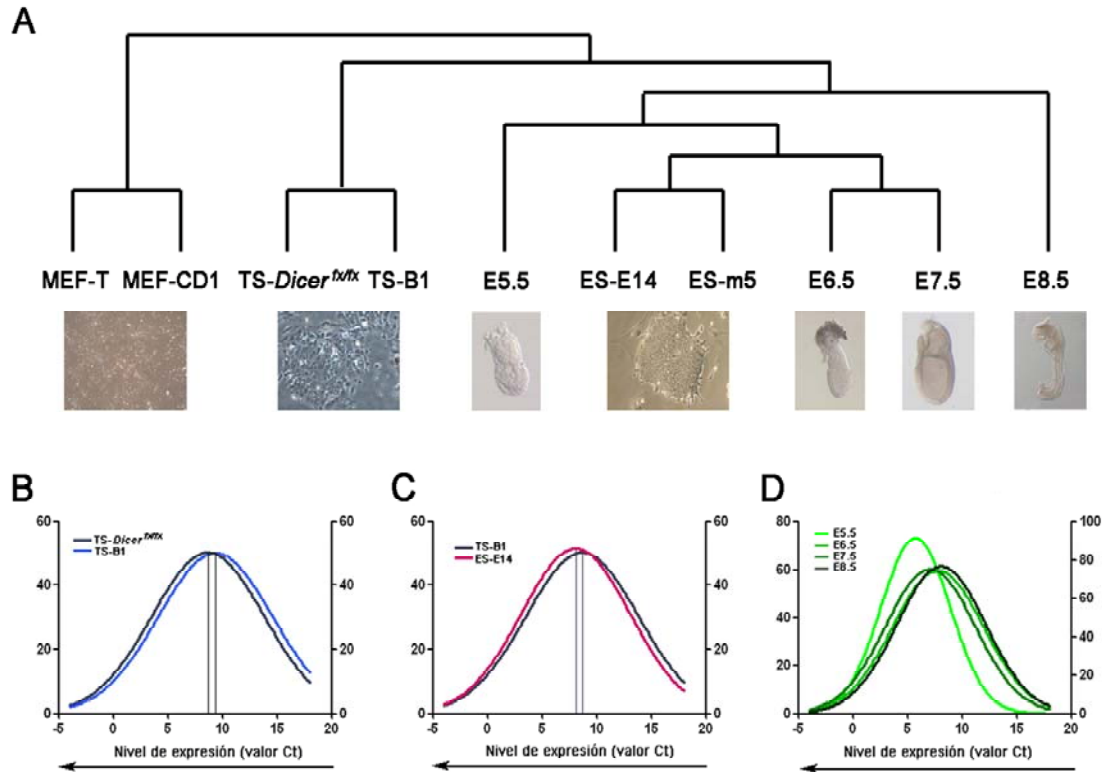 A
MEF-T MEF-CD1 TS-Dicer fx/fx TS-B1 E5.5 ES-E14 ES-m5 E6.5 E7.5 E8.5
B
60
40
20
0
-5 0 5 10 15 20
60
40
20
0
TS-Dicer fx/fx
TS-B1
Nivel de expresión (valor Ct)
C
60
40
20
0
-5 0 5 10 15 20
60
40
20
0
TS-B1
ES-E14
Nivel de expresión (valor Ct)
D
80
60
40
20
0
-5 0 5 10 15 20
100
80
60
40
20
0
E5.5
E6.5
E7.5
E8.5
Nivel de expresión (valor Ct)